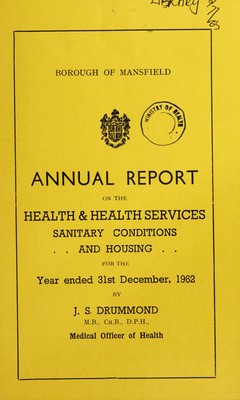 BOROUGH OF MANSFIELD
MINISTRY OF HEALTH
ANNUAL REPORT
ON THE
HEALTH & HEALTH SERVICES
SANITARY CONDITIONS
. . AND HOUSING . .
FOR THE
Year ended 31st December, 1962
BY
J. S. DRUMMOND
M.B., CH.B., D.P.H.,
Medical Officer of Health